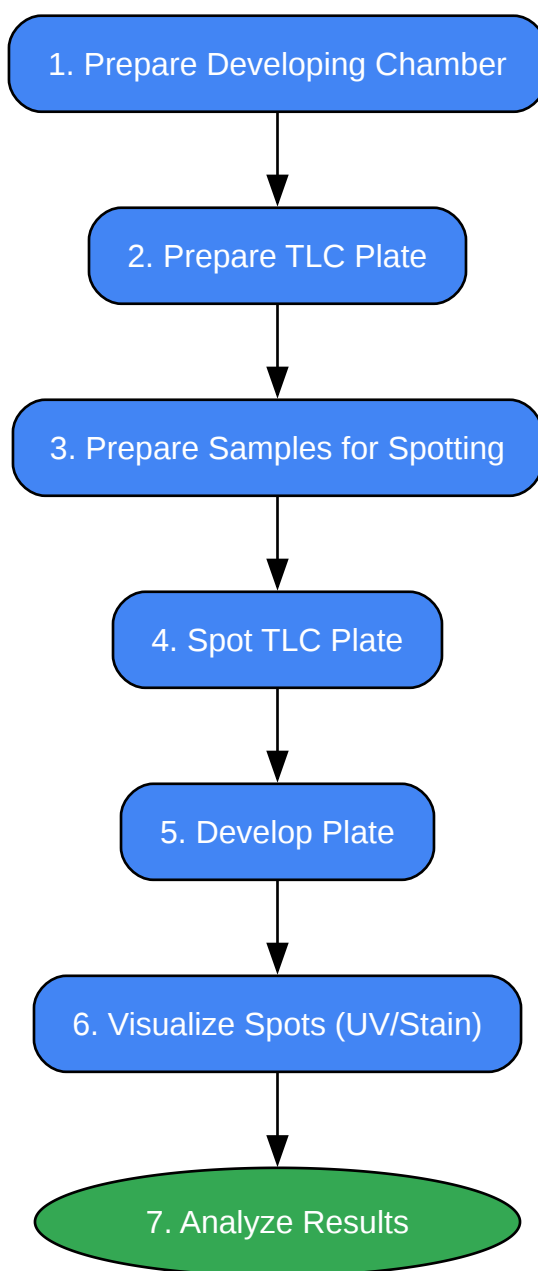 1. Prepare Developing Chamber
2. Prepare TLC Plate
3. Prepare Samples for Spotting
4. Spot TLC Plate
5. Develop Plate
6. Visualize Spots (UV/Stain)
7. Analyze Results